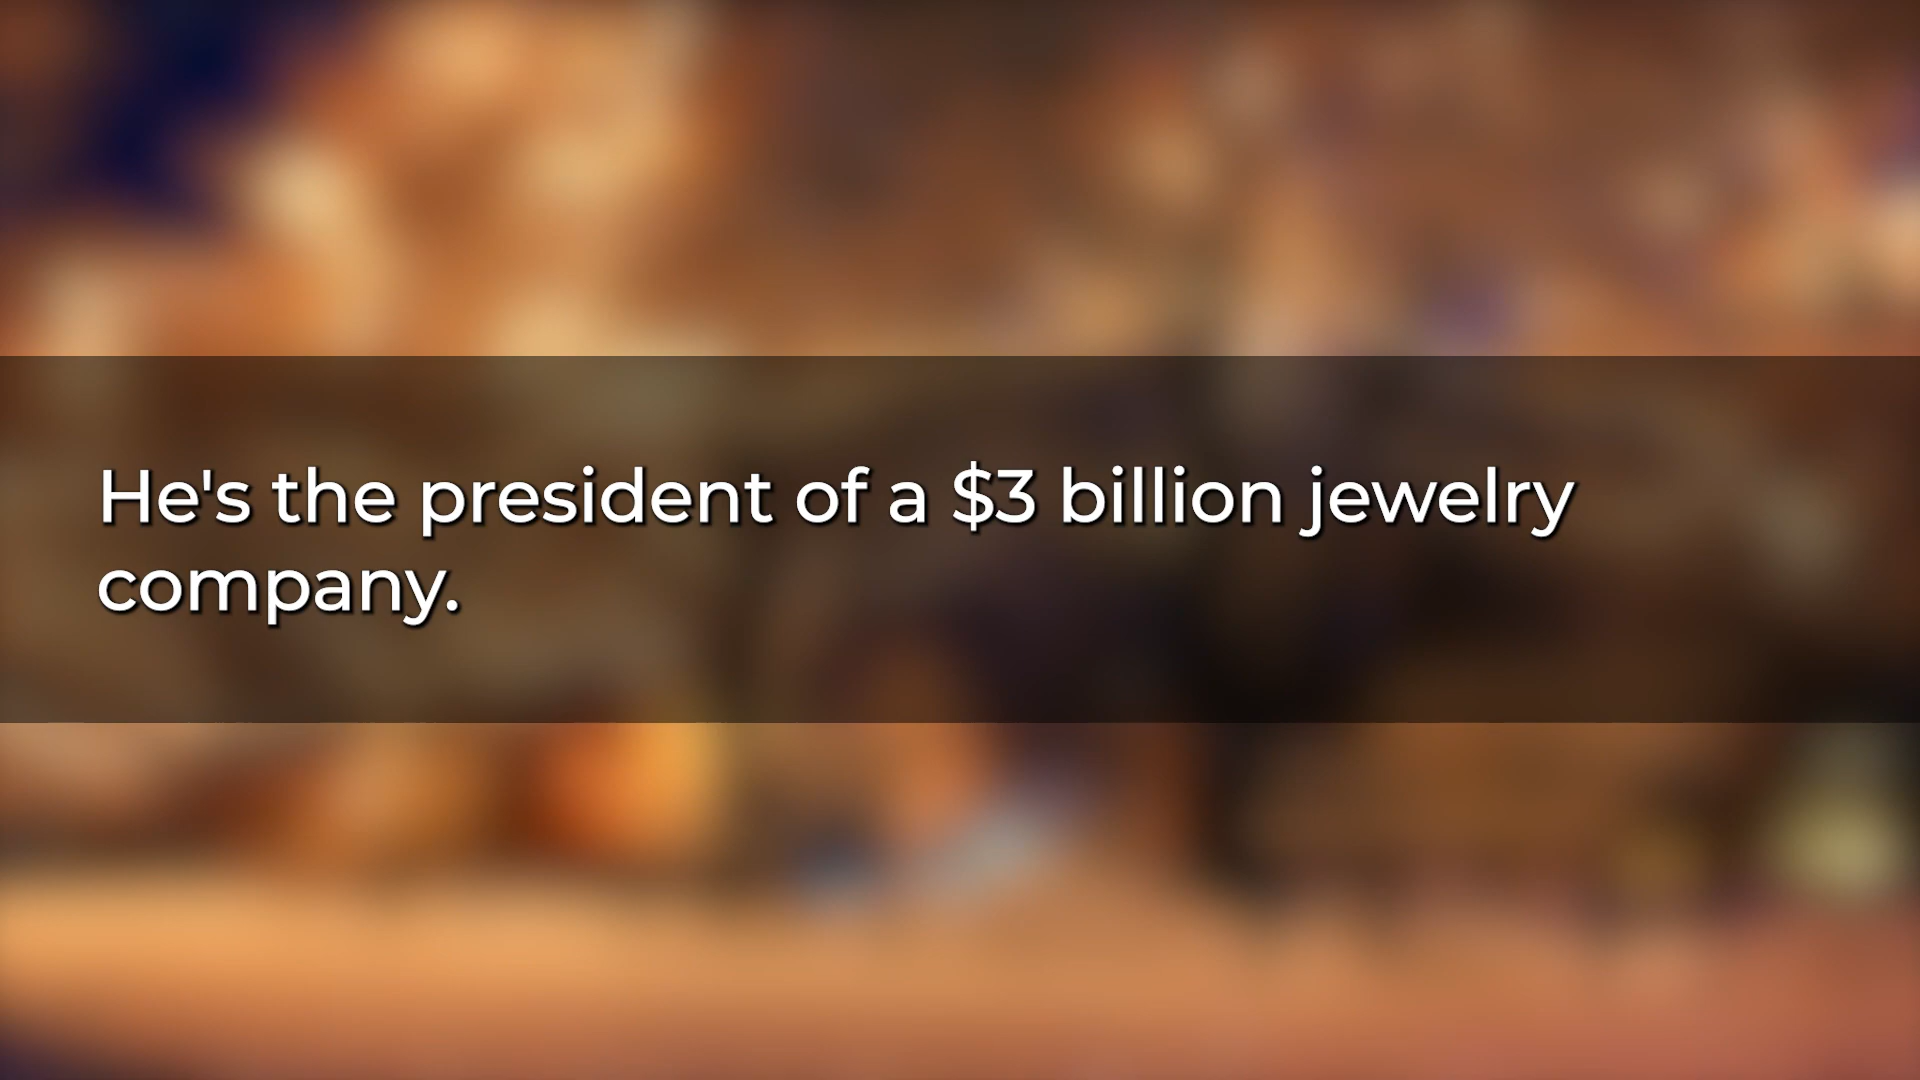 He's the president of a $3 billion jewelry
company.